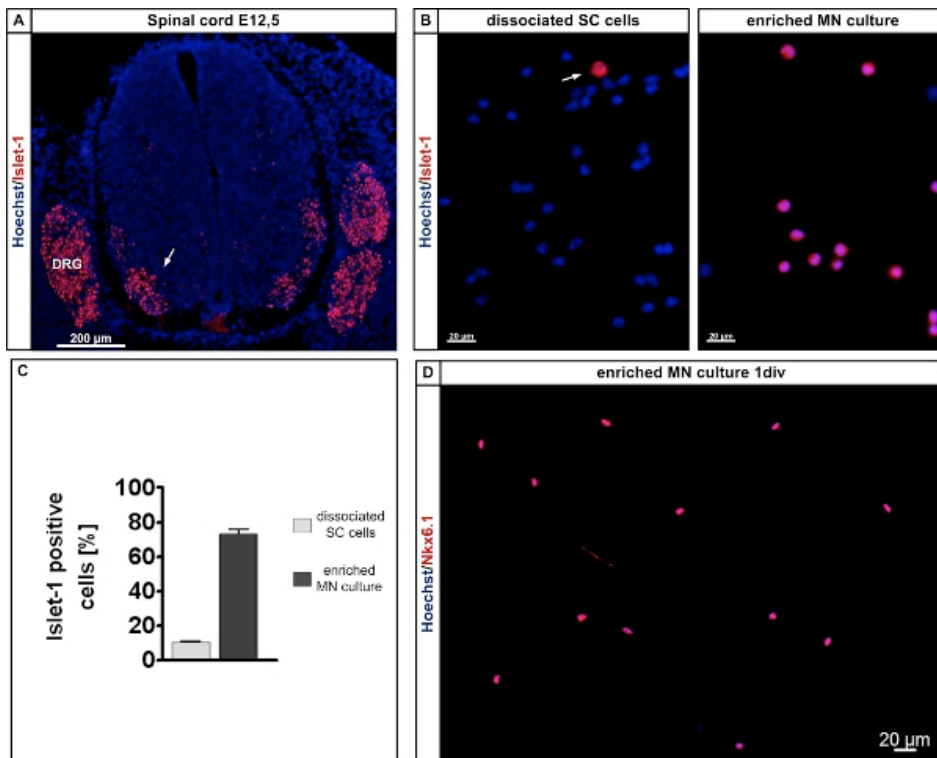 A
Spinal cord E12,5
Hoechst/Islet-1
DRG
200 µm
B
dissociated SC cells
enriched MN culture
Hoechst/Islet-1
20 µm
20 µm
C
Islet-1 positive
cells [%]
100
80
60
40
20
0
dissociated
SC cells
enriched
MN culture
D
enriched MN culture 1div
Hoechst/Nkx6.1
20 µm